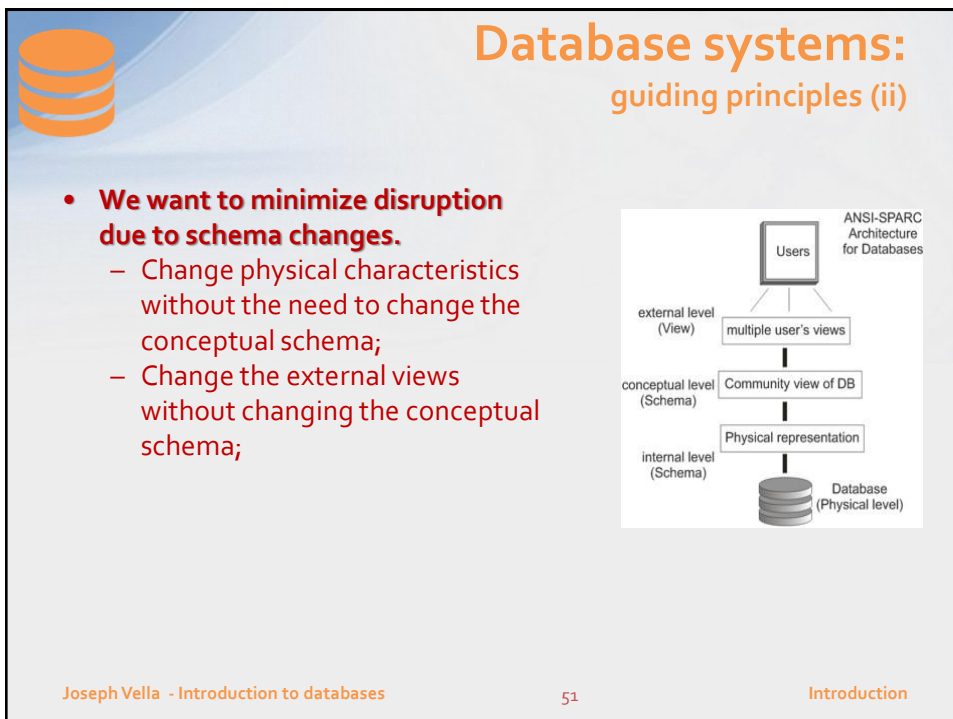 Database systems:
guiding principles (ii)
• We want to minimize disruption
due to schema changes.
– Change physical characteristics
without the need to change the
conceptual schema;
– Change the external views
without changing the conceptual
schema;
ANSI-SPARC
Architecture
for Databases
Users
external level
(View)
multiple user's views
conceptual level
(Schema)
Community view of DB
Physical representation
internal level
(Schema)
Database
(Physical level)
Joseph Vella - Introduction to databases
51
Introduction